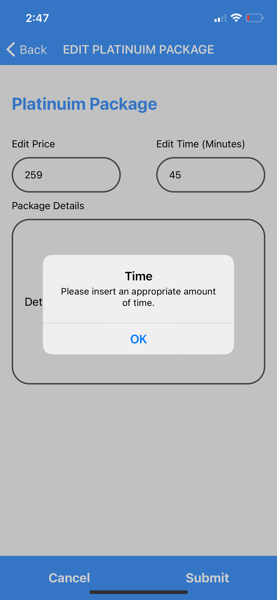 2:47
Back
EDIT PLATINUIM PACKAGE
Platinuim Package
Edit Price
Edit Time (Minutes)
259
45
Package Details
Det
Time
Please insert an appropriate amount
of time.
OK
Cancel
Submit